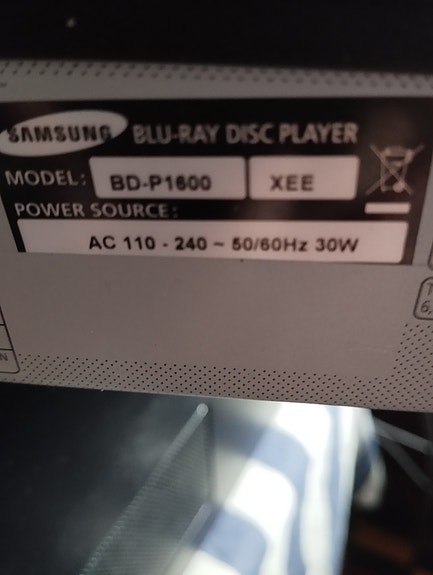 SAMSUNG BLU-RAY DISC PLAYER
MODEL: BD-P1600 XEE
POWER SOURCE:
AC 110 - 240 ~ 50/60Hz 30W